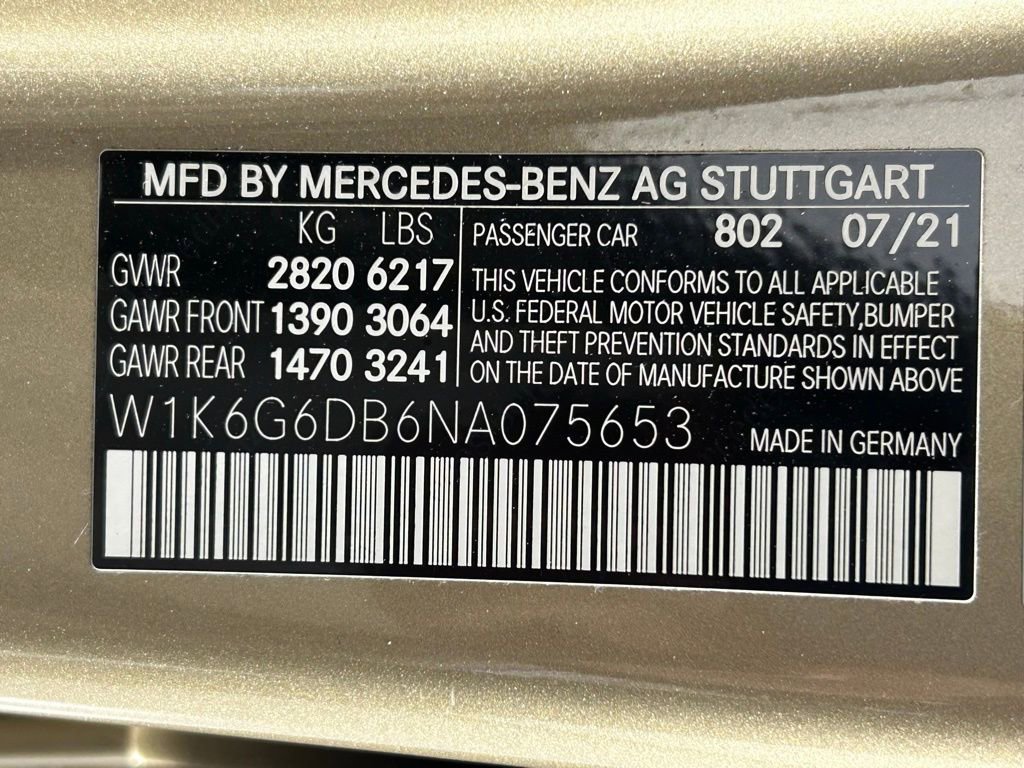 MFD BY MERCEDES-BENZ AG STUTTGART
KG LBS
GVWR 2820 6217
GAWR FRONT 1390 3064
GAWR REAR 1470 3241
PASSENGER CAR 802 07/21
THIS VEHICLE CONFORMS TO ALL APPLICABLE
U.S. FEDERAL MOTOR VEHICLE SAFETY,BUMPER
AND THEFT PREVENTION STANDARDS IN EFFECT
ON THE DATE OF MANUFACTURE SHOWN ABOVE
W1K6G6DB6NA075653
MADE IN GERMANY